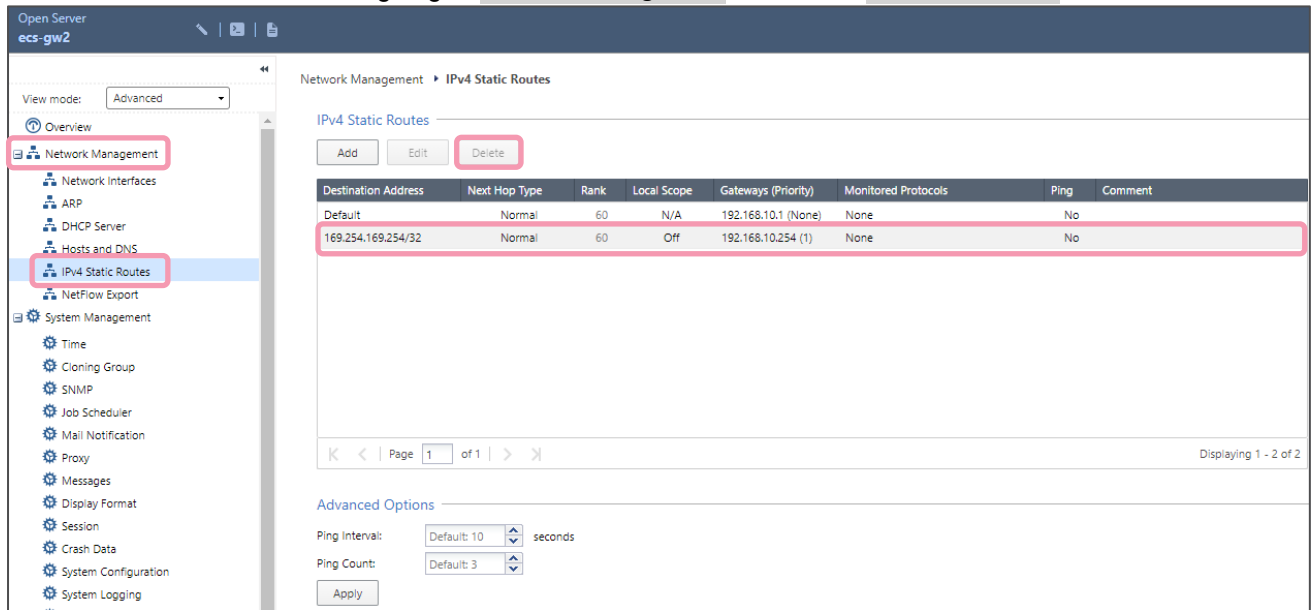 Open Server
ecs-gw2
Network Management IPv4 Static Routes
View mode: Advanced
Overview
Network Management
Network Interfaces
ARP
DHCP Server
Hosts and DNS
IPv4 Static Routes
NetFlow Export
System Management
Time
Cloning Group
SNMP
Job Scheduler
Mail Notification
Proxy
Messages
Display Format
Session
Crash Data
System Configuration
System Logging
IPv4 Static Routes
Add Edit Delete
Destination Address Next Hop Type Rank Local Scope Gateways (Priority) Monitored Protocols Ping Comment
Default Normal 60 N/A 192.168.10.1 (None) None No
169.254.169.254/32 Normal 60 Off 192.168.10.254 (1) None No
Page 1 of 1 Displaying 1 - 2 of 2
Advanced Options
Ping Interval: Default: 10 seconds
Ping Count: Default: 3
Apply